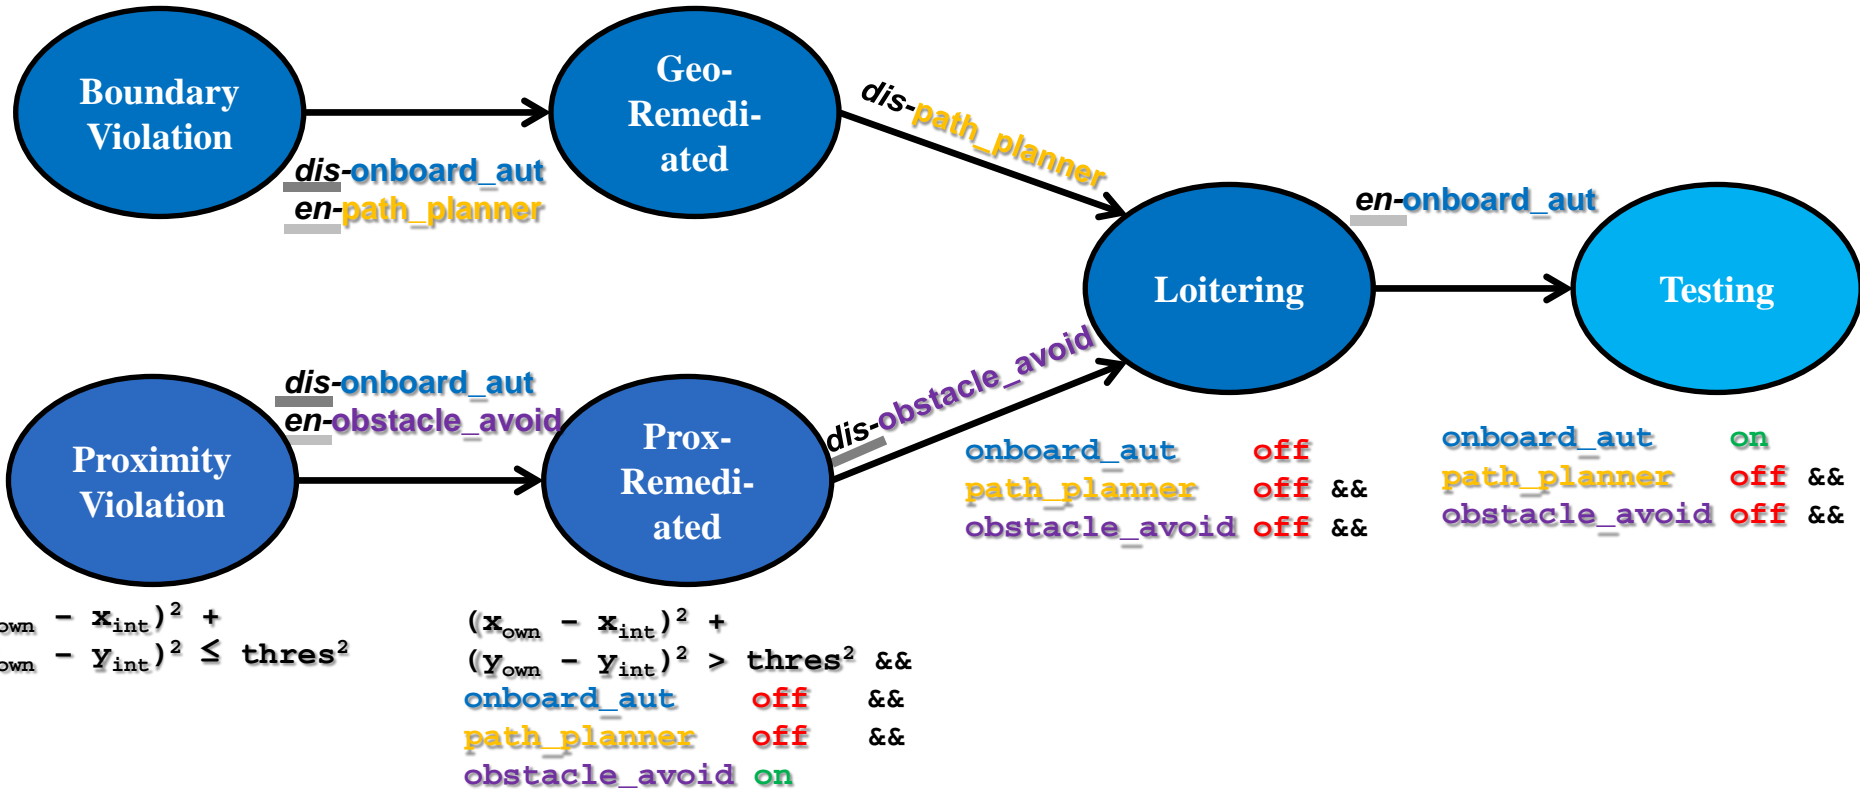 Boundary
Violation
dis-onboard_aut
en-path_planner
Geo-
Remedi-
ated
dis-path_planner
Proximity
Violation
dis-onboard_aut
en-obstacle_avoid
Prox-
Remedi-
ated
dis-obstacle_avoid
Loitering
en-onboard_aut
Testing
onboard_aut off
path_planner off &&
obstacle_avoid off &&
onboard_aut on
path_planner off &&
obstacle_avoid off &&
own − xint)² +
own − yint)² ≤ thres²
(xown − xint)² +
(yown − yint)² > thres² &&
onboard_aut off &&
path_planner off &&
obstacle_avoid on